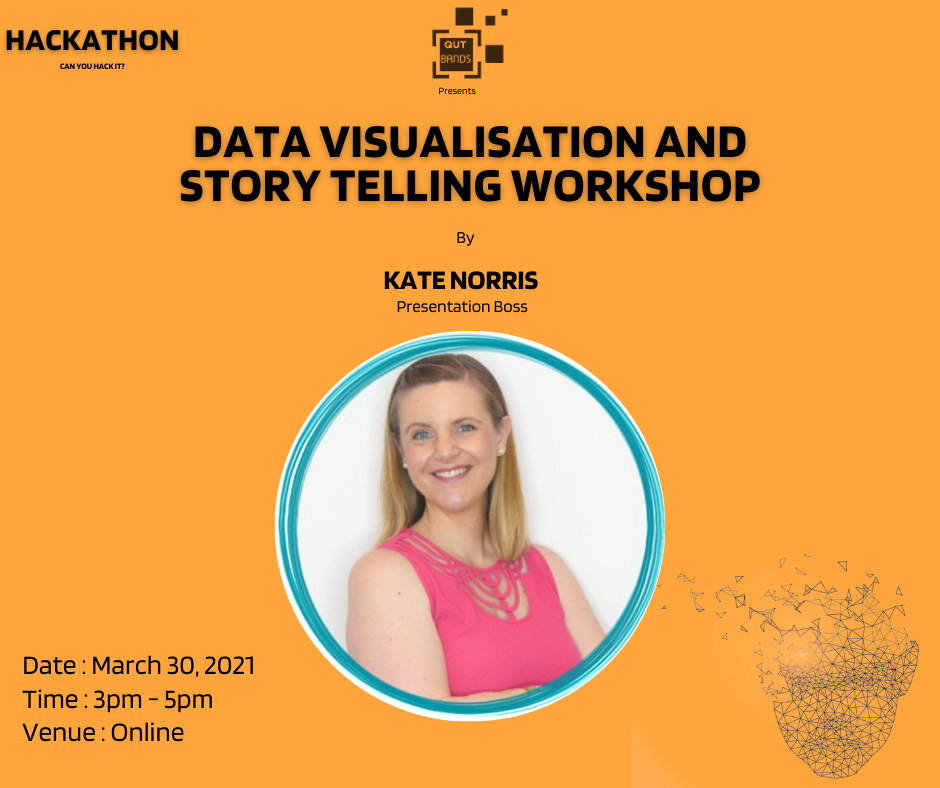 HACKATHON
CAN YOU HACK IT?
QUT
BANDS
Presents
DATA VISUALISATION AND
STORY TELLING WORKSHOP
By
KATE NORRIS
Presentation Boss
Date : March 30, 2021
Time : 3pm - 5pm
Venue : Online